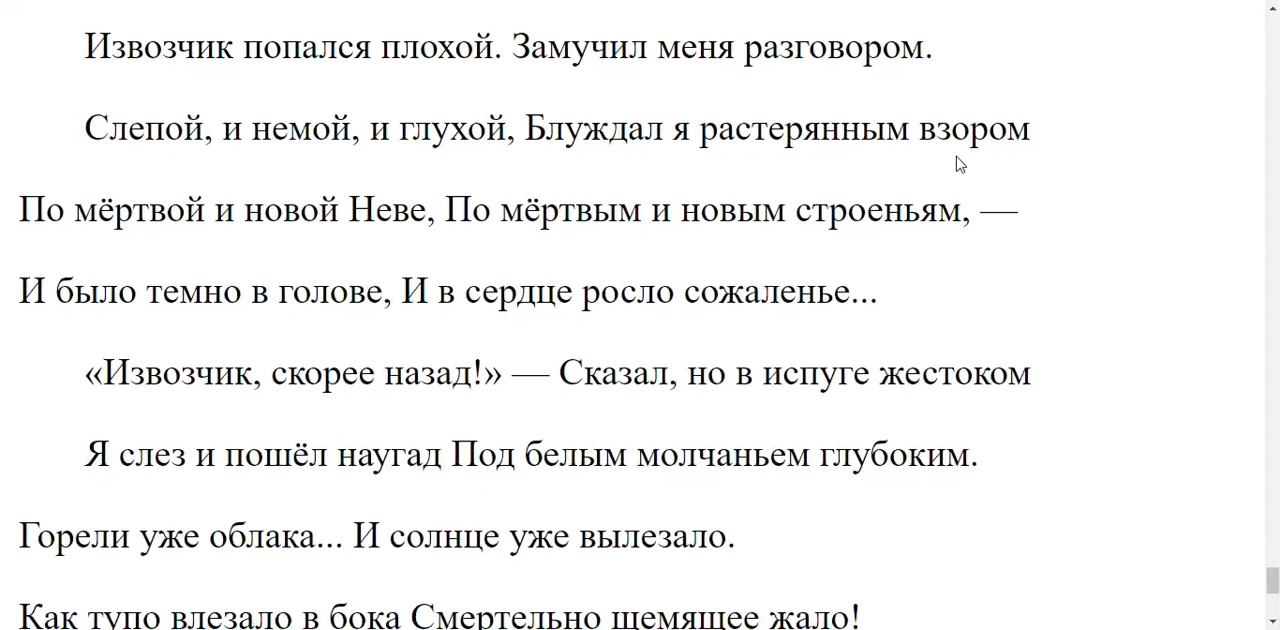 Извозчик попался плохой. Замучил меня разговором.
Слепой, и немой, и глухой, Блуждал я растерянным взором
По мёртвой и новой Неве, По мёртвым и новым строеньям, —
И было темно в голове, И в сердце росло сожаленье...
«Извозчик, скорее назад!» — Сказал, но в испуге жестоком
Я слез и пошёл наугад Под белым молчаньем глубоким.
Горели уже облака... И солнце уже вылезало.
Как тупо влезало в бока Смертельно щемящее жало!